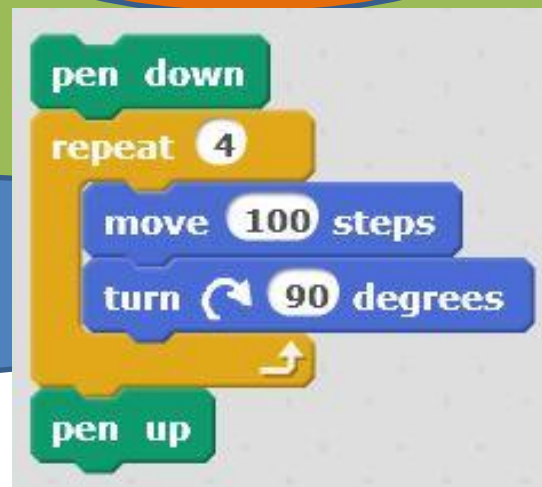 pen down
repeat 4
move 100 steps
turn 90 degrees
pen up